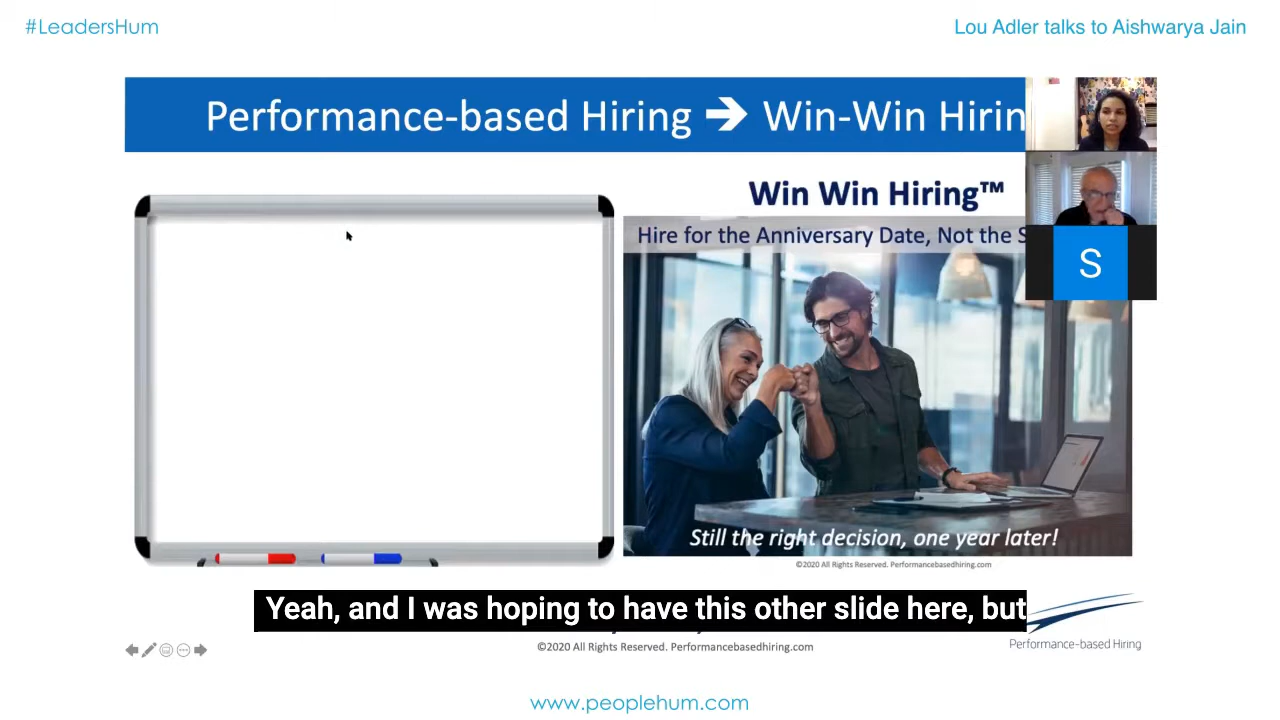 #LeadersHum
Lou Adler talks to Aishwarya Jain
Performance-based Hiring → Win-Win Hirin
Win Win Hiring™
Hire for the Anniversary Date, Not the S
S
Still the right decision, one year later!
©2020 All Rights Reserved. Performancebasedhiring.com
Yeah, and I was hoping to have this other slide here, but
Performance-based Hiring
©2020 All Rights Reserved. Performancebasedhiring.com
www.peoplehum.com